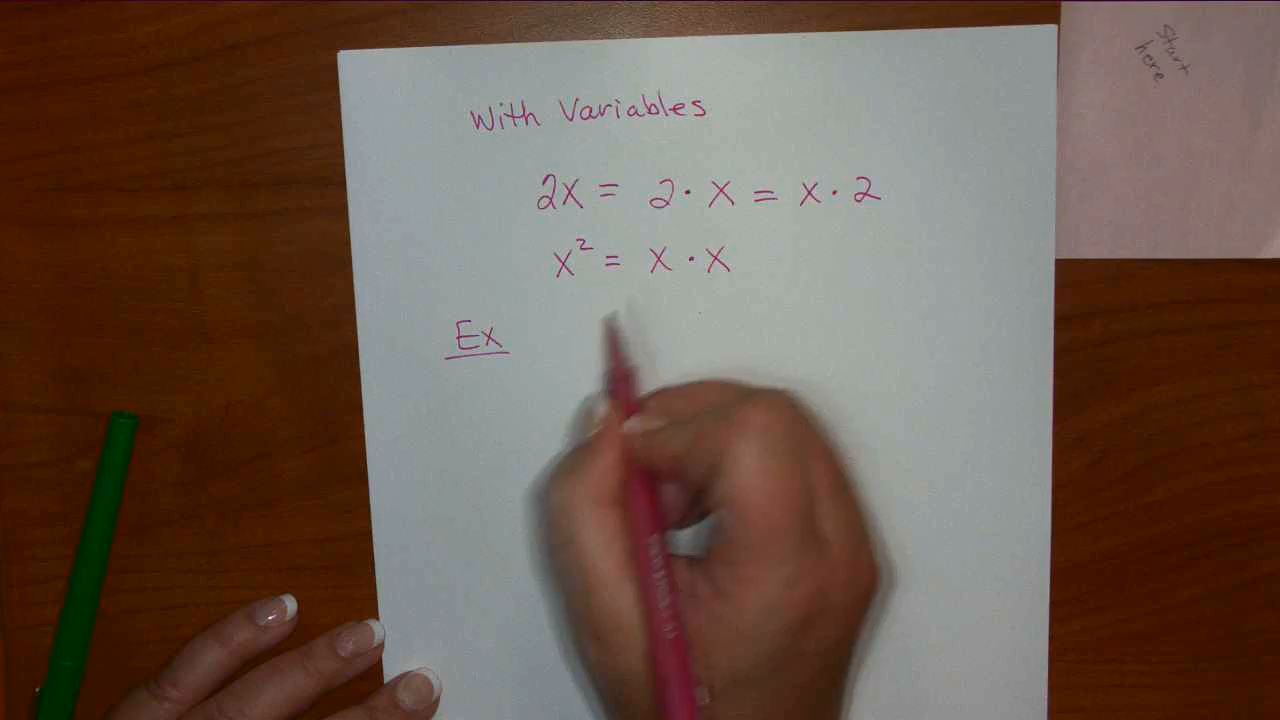 With Variables
2x = 2 · x = x · 2
x² = x · x
Ex
Start
here